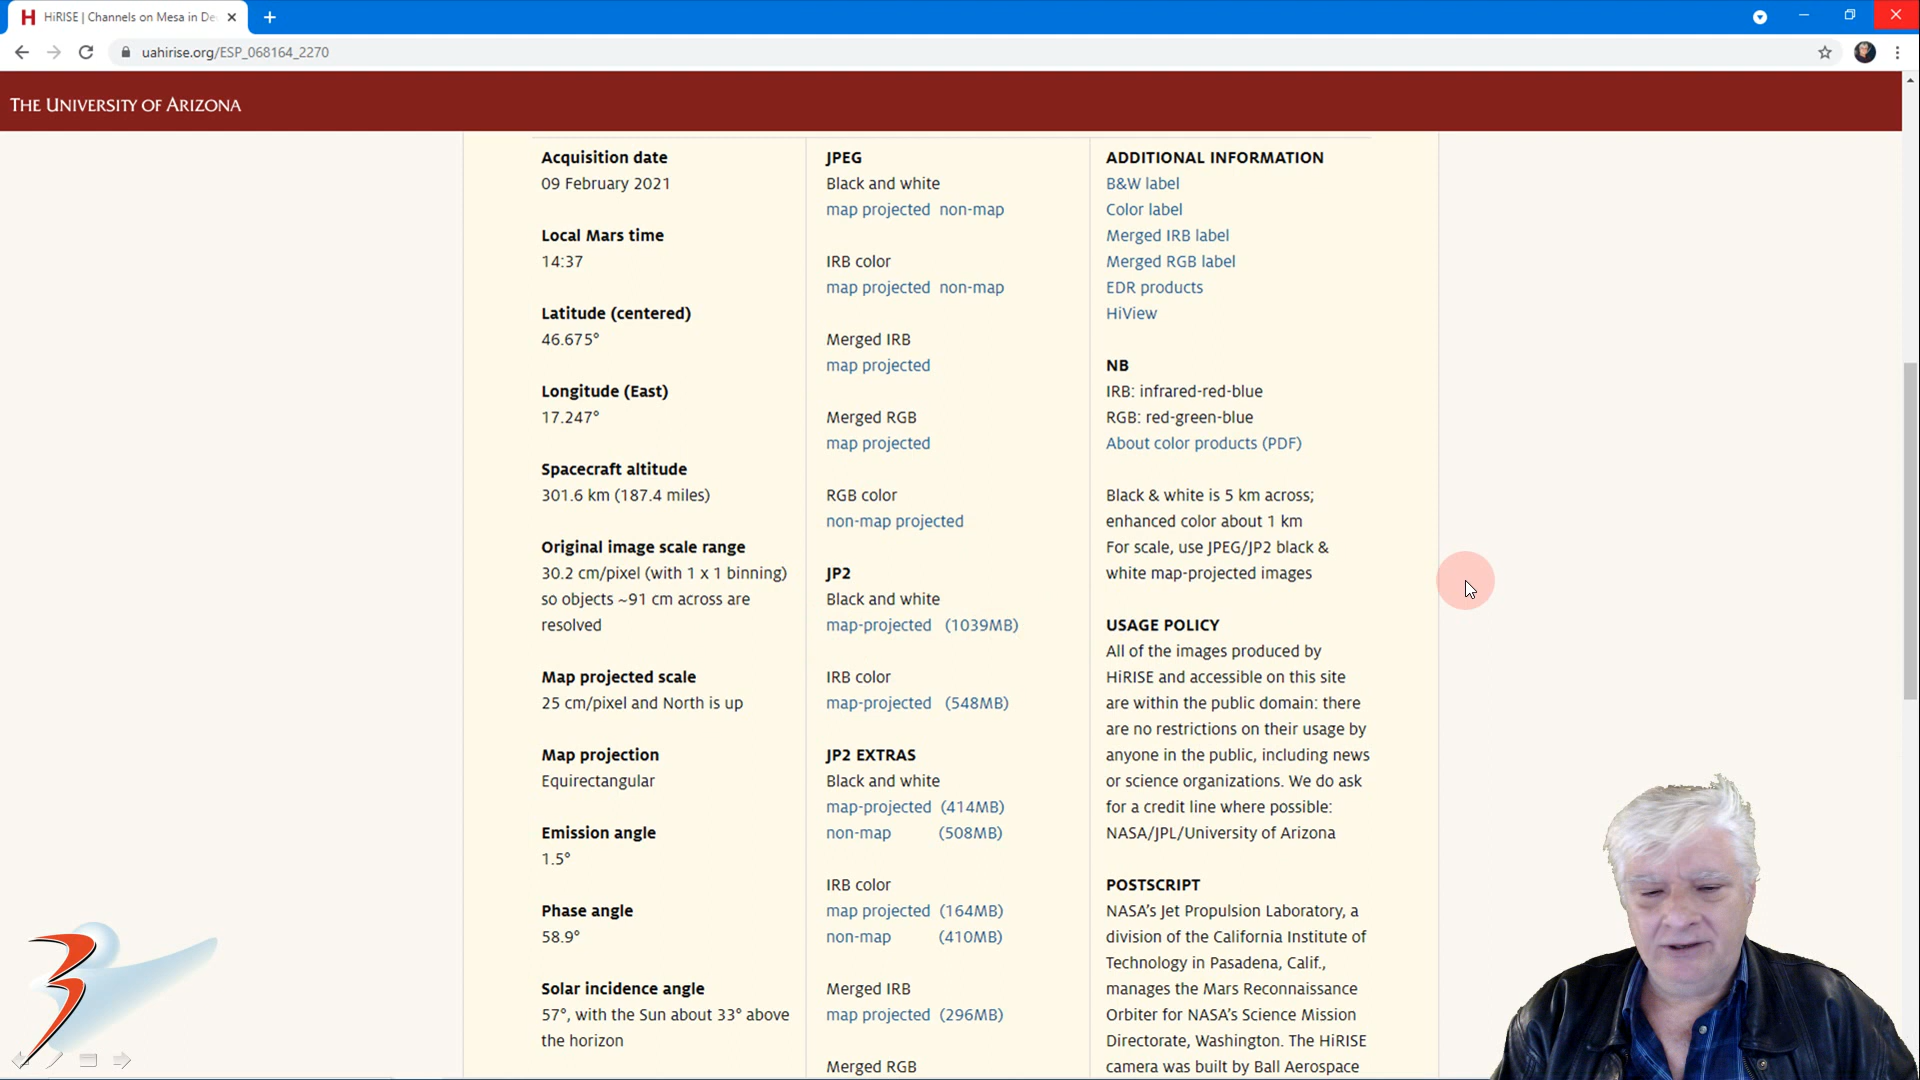 HiRISE | Channels on Mesa in De
uahirise.org/ESP_068164_2270
THE UNIVERSITY OF ARIZONA
Acquisition date
09 February 2021
Local Mars time
14:37
Latitude (centered)
46.675°
Longitude (East)
17.247°
Spacecraft altitude
301.6 km (187.4 miles)
Original image scale range
30.2 cm/pixel (with 1 x 1 binning)
so objects ~91 cm across are
resolved
Map projected scale
25 cm/pixel and North is up
Map projection
Equirectangular
Emission angle
1.5°
Phase angle
58.9°
Solar incidence angle
57°, with the Sun about 33° above
the horizon
JPEG
Black and white
map projected non-map
IRB color
map projected non-map
Merged IRB
map projected
Merged RGB
map projected
RGB color
non-map projected
JP2
Black and white
map-projected (1039MB)
IRB color
map-projected (548MB)
JP2 EXTRAS
Black and white
map-projected (414MB)
non-map (508MB)
IRB color
map projected (164MB)
non-map (410MB)
Merged IRB
map projected (296MB)
Merged RGB
ADDITIONAL INFORMATION
B&W label
Color label
Merged IRB label
Merged RGB label
EDR products
HiView
NB
IRB: infrared-red-blue
RGB: red-green-blue
About color products (PDF)
Black & white is 5 km across;
enhanced color about 1 km
For scale, use JPEG/JP2 black &
white map-projected images
USAGE POLICY
All of the images produced by
HiRISE and accessible on this site
are within the public domain: there
are no restrictions on their usage by
anyone in the public, including news
or science organizations. We do ask
for a credit line where possible:
NASA/JPL/University of Arizona
POSTSCRIPT
NASA’s Jet Propulsion Laboratory, a
division of the California Institute of
Technology in Pasadena, Calif.,
manages the Mars Reconnaissance
Orbiter for NASA’s Science Mission
Directorate, Washington. The HiRISE
camera was built by Ball Aerospace